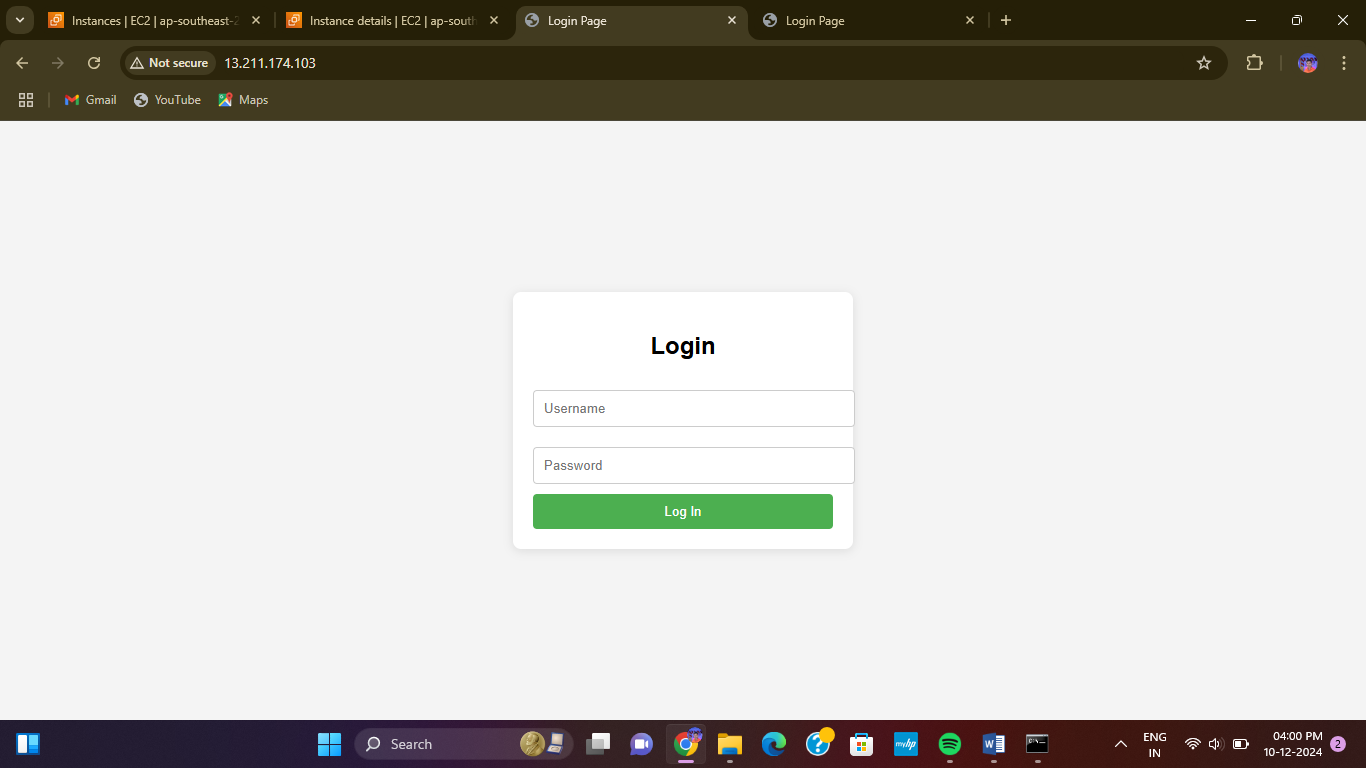 Instances | EC2 | ap-southeast-2
Instance details | EC2 | ap-south
Login Page
Login Page
Not secure
13.211.174.103
Gmail
YouTube
Maps
Login
Username
Password
Log In
Search
myhp
W
ENG
IN
04:00 PM
10-12-2024
2